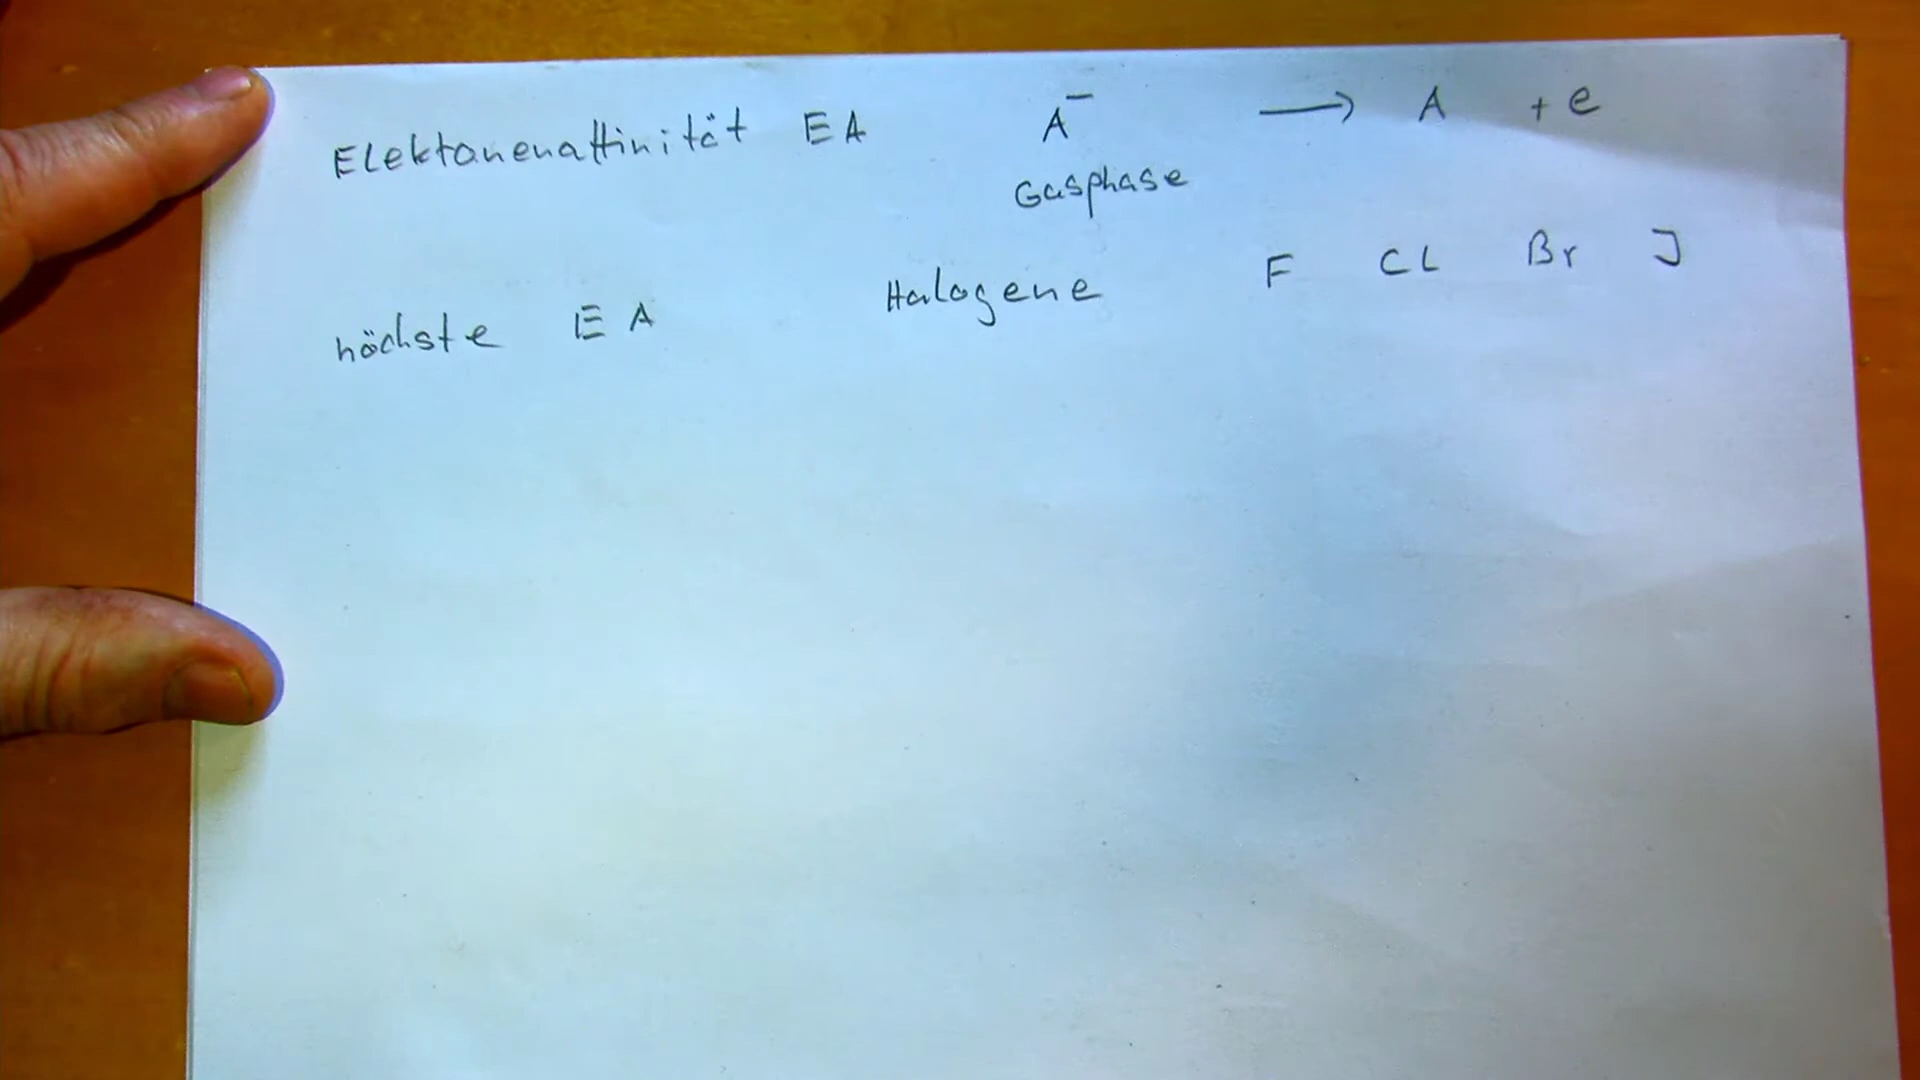 Elektonenaffinität EA A⁻ → A + e
Gasphase
höchste EA Halogene F Cl Br J